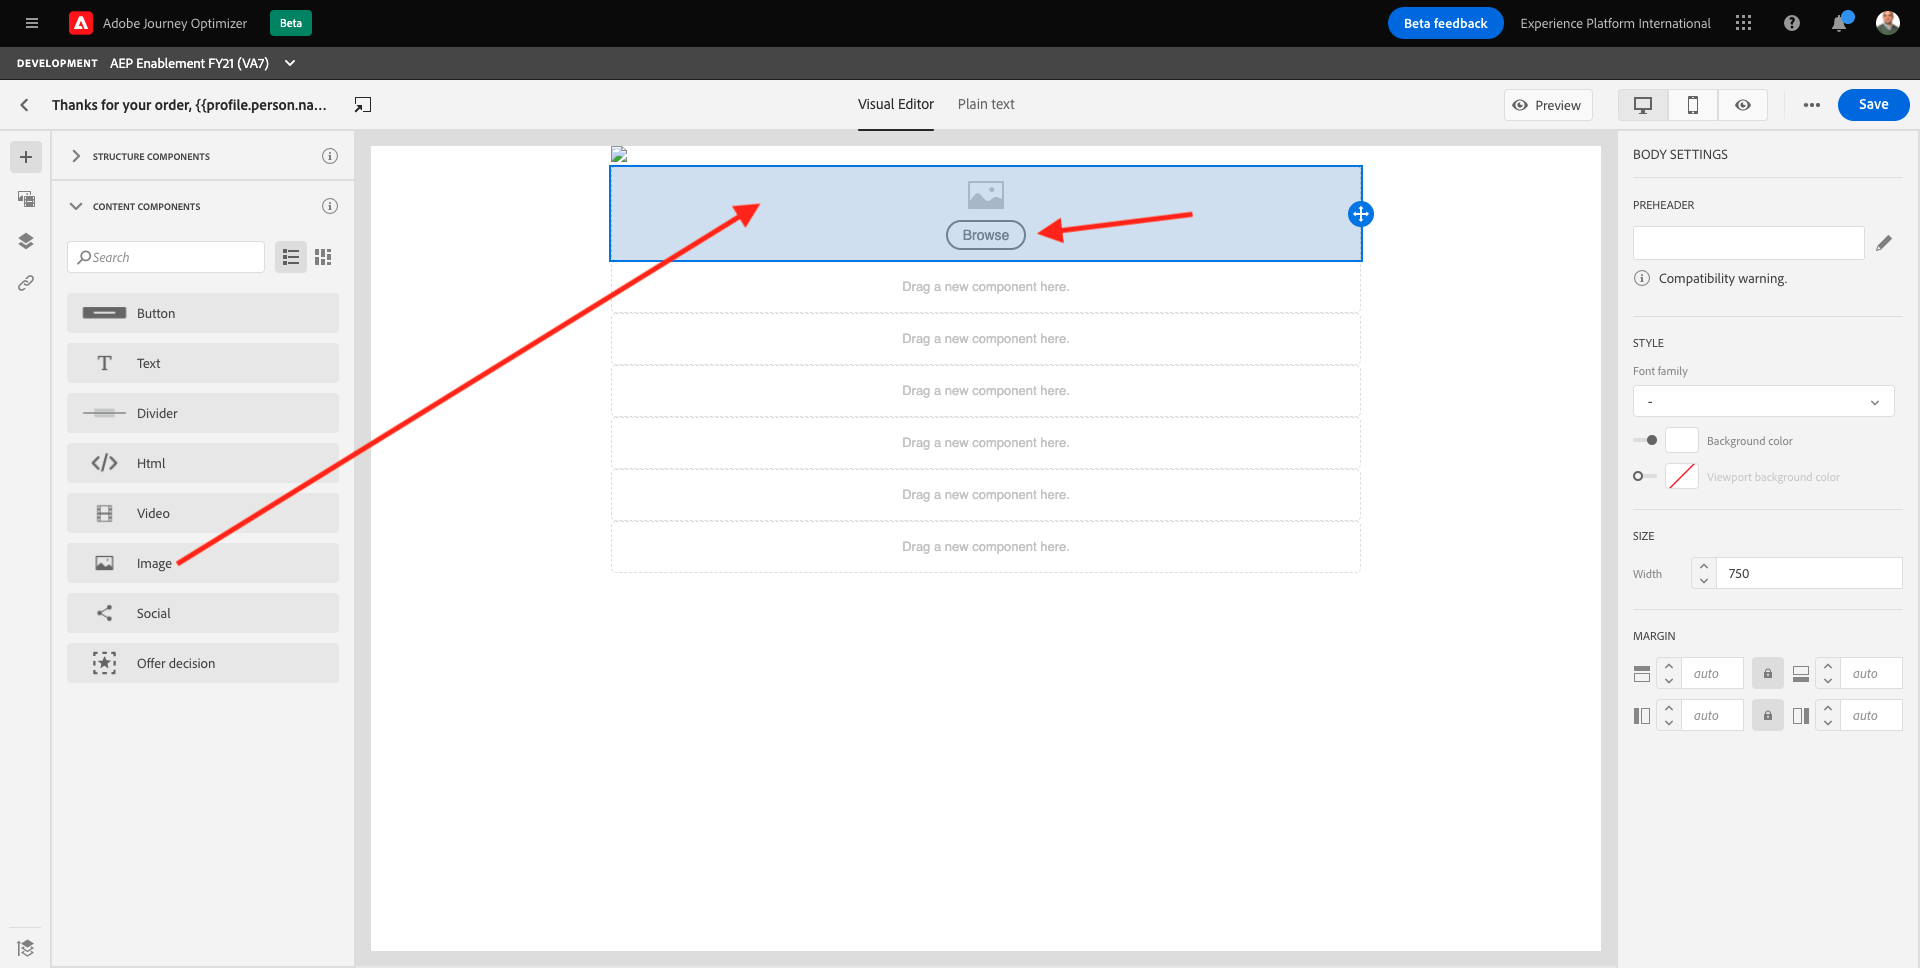 Adobe Journey Optimizer
Beta
Beta feedback
Experience Platform International
DEVELOPMENT
AEP Enablement FY21 (VA7)
Thanks for your order, {{profile.person.na...
Visual Editor
Plain text
Preview
Save
STRUCTURE COMPONENTS
CONTENT COMPONENTS
Search
Button
Text
Divider
Html
Video
Image
Social
Offer decision
Browse
Drag a new component here.
Drag a new component here.
Drag a new component here.
Drag a new component here.
Drag a new component here.
Drag a new component here.
BODY SETTINGS
PREHEADER
Compatibility warning.
STYLE
Font family
-
Background color
Viewport background color
SIZE
Width
750
MARGIN
auto
auto
auto
auto